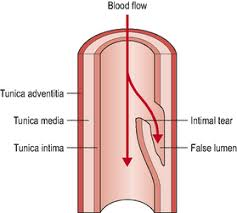 Blood flow
Tunica adventitia
Tunica media
Intimal tear
Tunica intima
False lumen